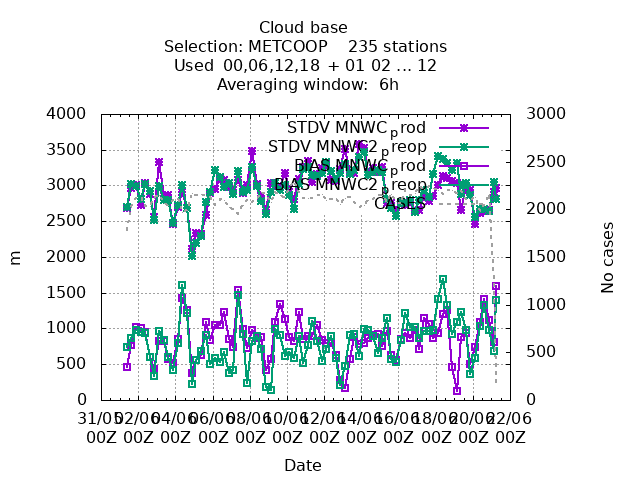 Cloud base
Selection: METCOOP    235 stations
Used 00,06,12,18 + 01 02 ... 12
Averaging window:  6h
4000 3000
STDV MNWC_prod
3500
STDV MNWC2_preop
2500
BIAS MNWC_prod
3000
BIAS MNWC2_preop
CASES
2500 2000
2000
1500 1500
1000 1000
500 500
0 0
m
No cases
31/05 02/06 04/06 06/06 08/06 10/06 12/06 14/06 16/06 18/06 20/06 22/06
00Z 00Z 00Z 00Z 00Z 00Z 00Z 00Z 00Z 00Z 00Z 00Z
Date